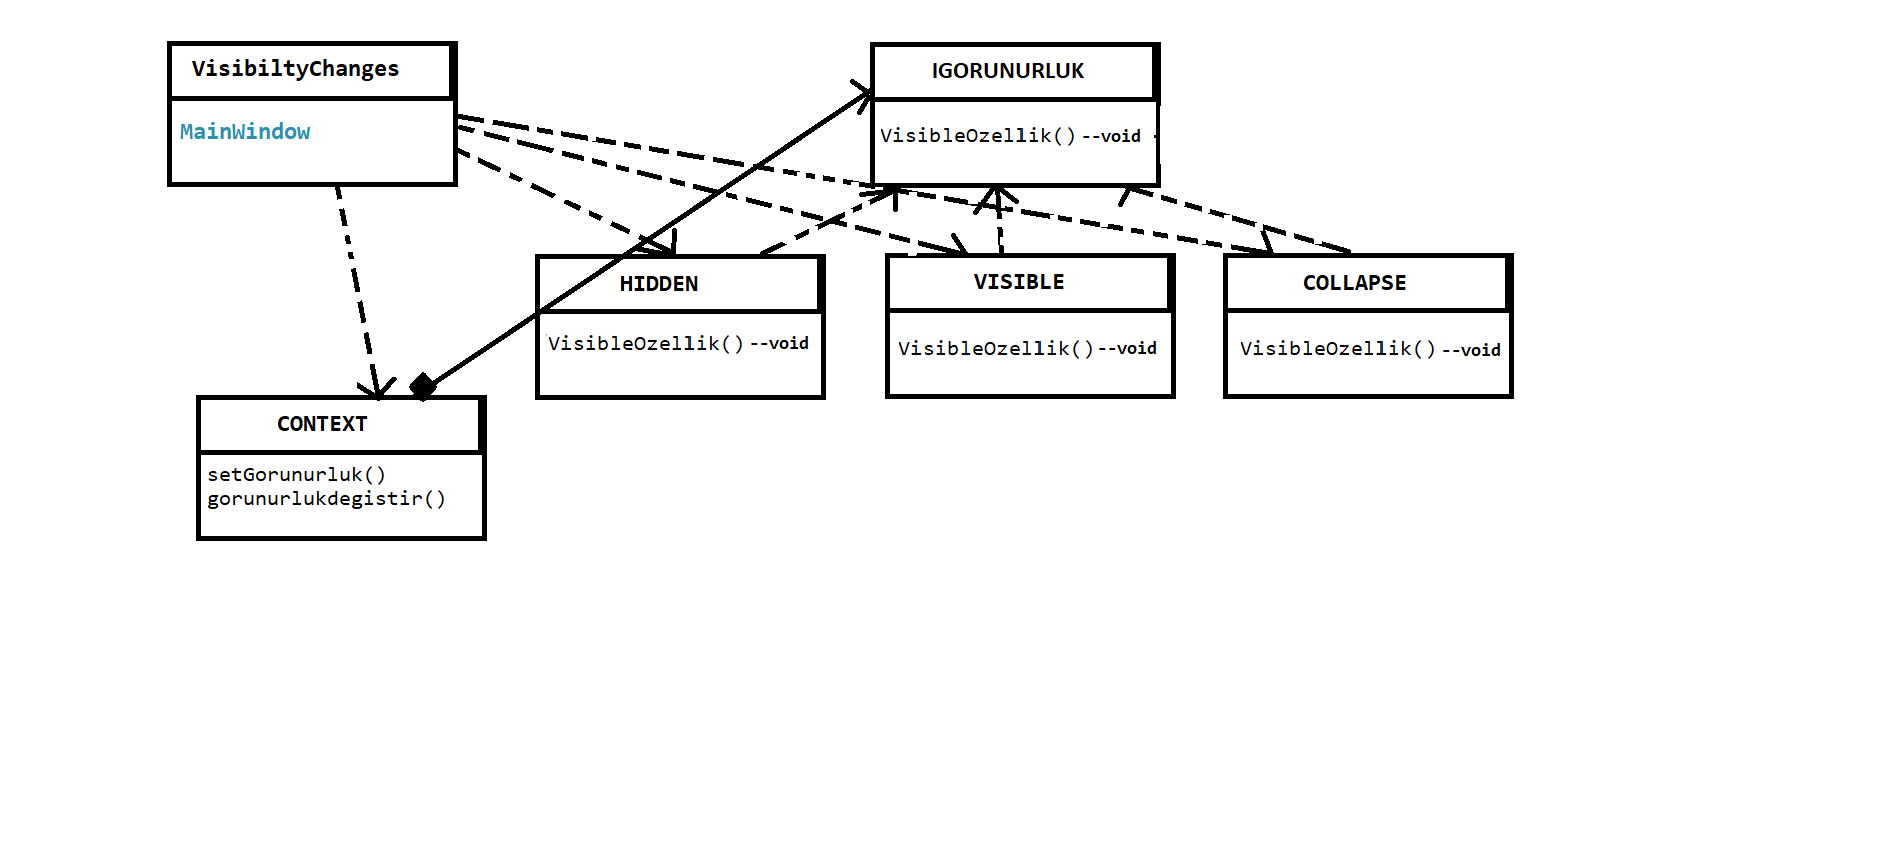 VisibiltyChanges
MainWindow
IGORUNURLUK
VisibleOzellik() --void
HIDDEN
VisibleOzellik() --void
VISIBLE
VisibleOzellik() --void
COLLAPSE
VisibleOzellik() --void
CONTEXT
setGorunurluk()
gorunurlukdegistir()